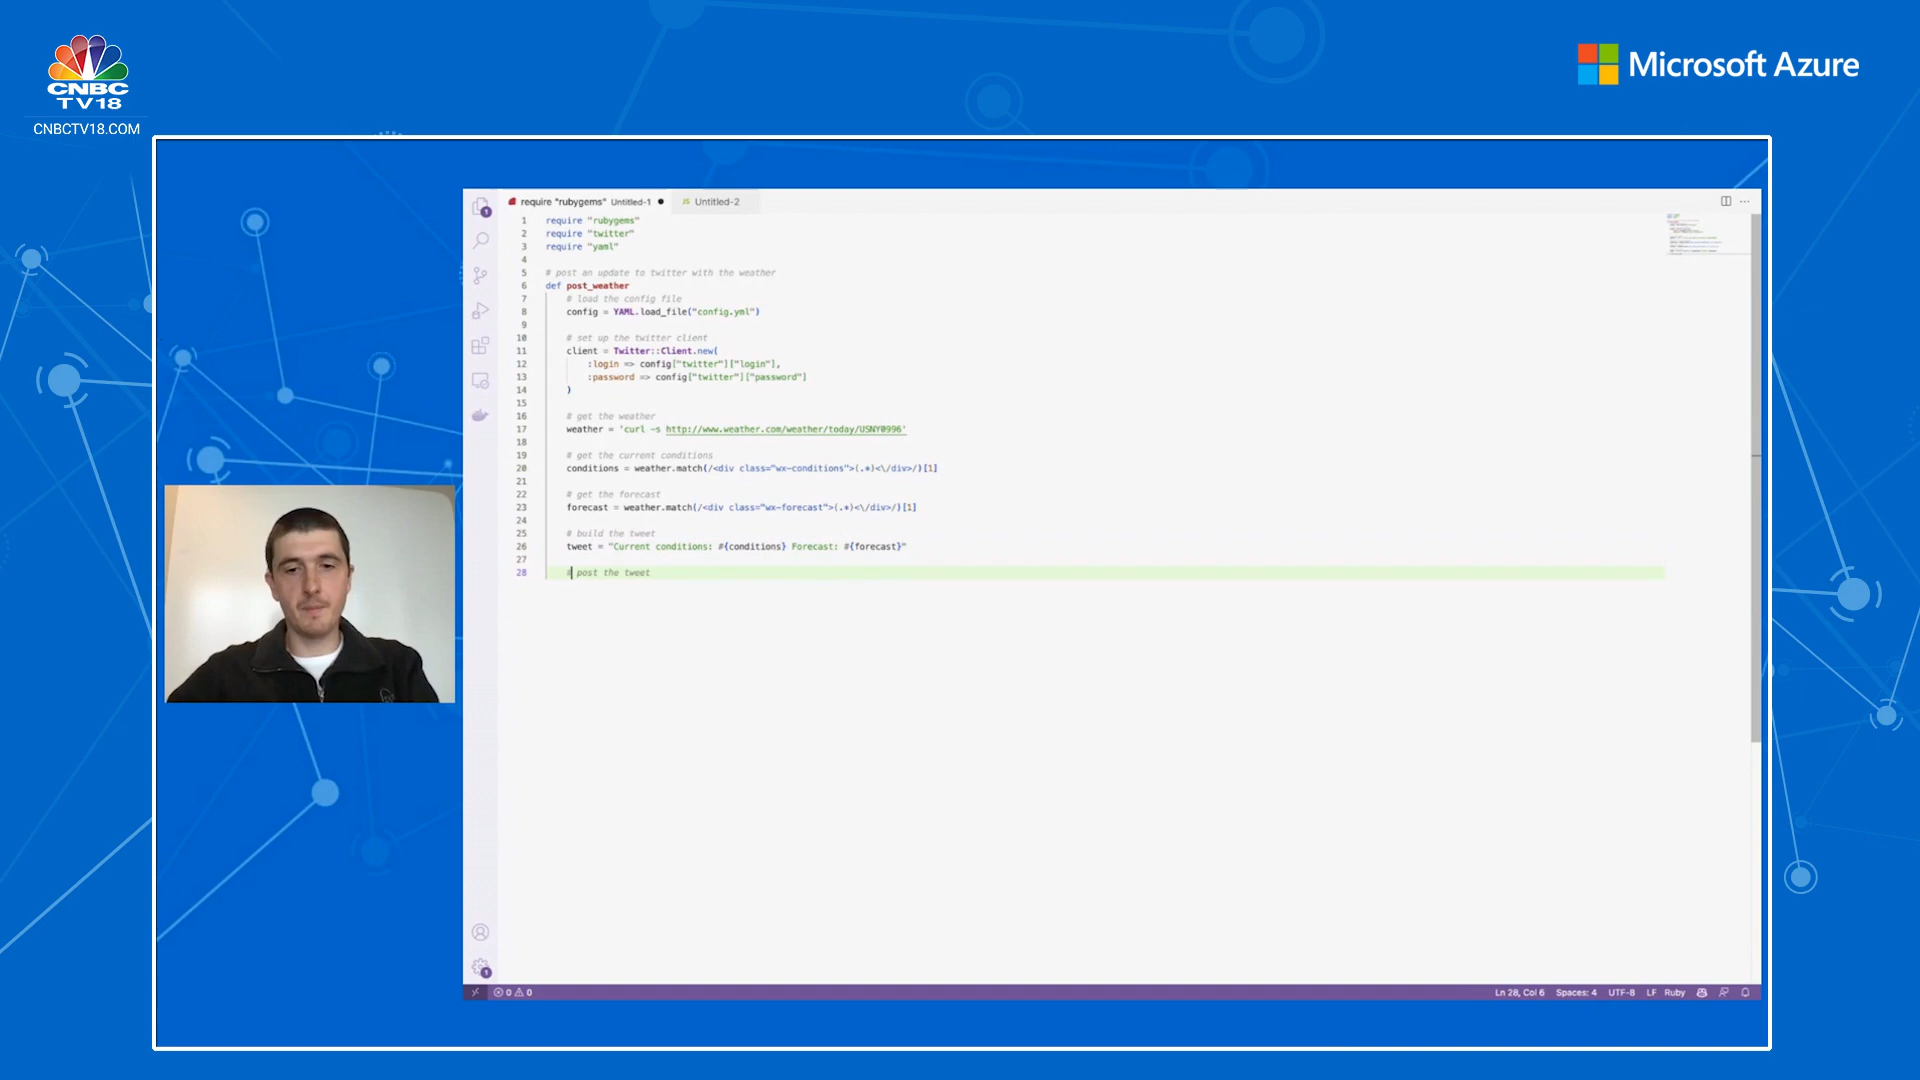 CNBC
TV18
CNBCTV18.COM
Microsoft Azure
require "rubygems" Untitled-1
JS Untitled-2
1 require "rubygems"
2 require "twitter"
3 require "yaml"
4
5 # post an update to twitter with the weather
6 def post_weather
7 # load the config file
8 config = YAML.load_file("config.yml")
9
10 # set up the twitter client
11 client = Twitter::Client.new(
12 :login => config["twitter"]["login"],
13 :password => config["twitter"]["password"]
14 )
15
16 # get the weather
17 weather = 'curl -s http://www.weather.com/weather/today/USNY0996'
18
19 # get the current conditions
20 conditions = weather.match(/<div class="wx-conditions">(.*)<\/div>/)[1]
21
22 # get the forecast
23 forecast = weather.match(/<div class="wx-forecast">(.*)<\/div>/)[1]
24
25 # build the tweet
26 tweet = "Current conditions: #{conditions} Forecast: #{forecast}"
27
28 # post the tweet
0 0
Ln 28, Col 6 Spaces: 4 UTF-8 LF Ruby